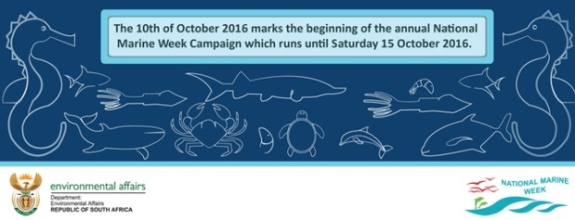 The 10th of October 2016 marks the beginning of the annual National
Marine Week Campaign which runs until Saturday 15 October 2016.
environmental affairs
Department:
Environmental Affairs
REPUBLIC OF SOUTH AFRICA
NATIONAL MARINE
WEEK